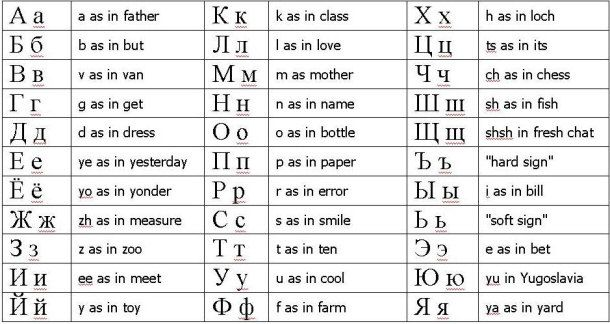 А а a as in father К к k as in class Х х h as in loch
Б б b as in but Л л l as in love Ц ц ts as in its
В в v as in van М м m as mother Ч ч ch as in chess
Г г g as in get Н н n as in name Ш ш sh as in fish
Д д d as in dress О о o as in bottle Щ щ shsh in fresh chat
Е е ye as in yesterday П п p as in paper Ъ ъ "hard sign"
Ё ё yo as in yonder Р р r as in error Ы ы i as in bill
Ж ж zh as in measure С с s as in smile Ь ь "soft sign"
З з z as in zoo Т т t as in ten Э э e as in bet
И и ee as in meet У у u as in cool Ю ю yu in Yugoslavia
Й й y as in toy Ф ф f as in farm Я я ya as in yard